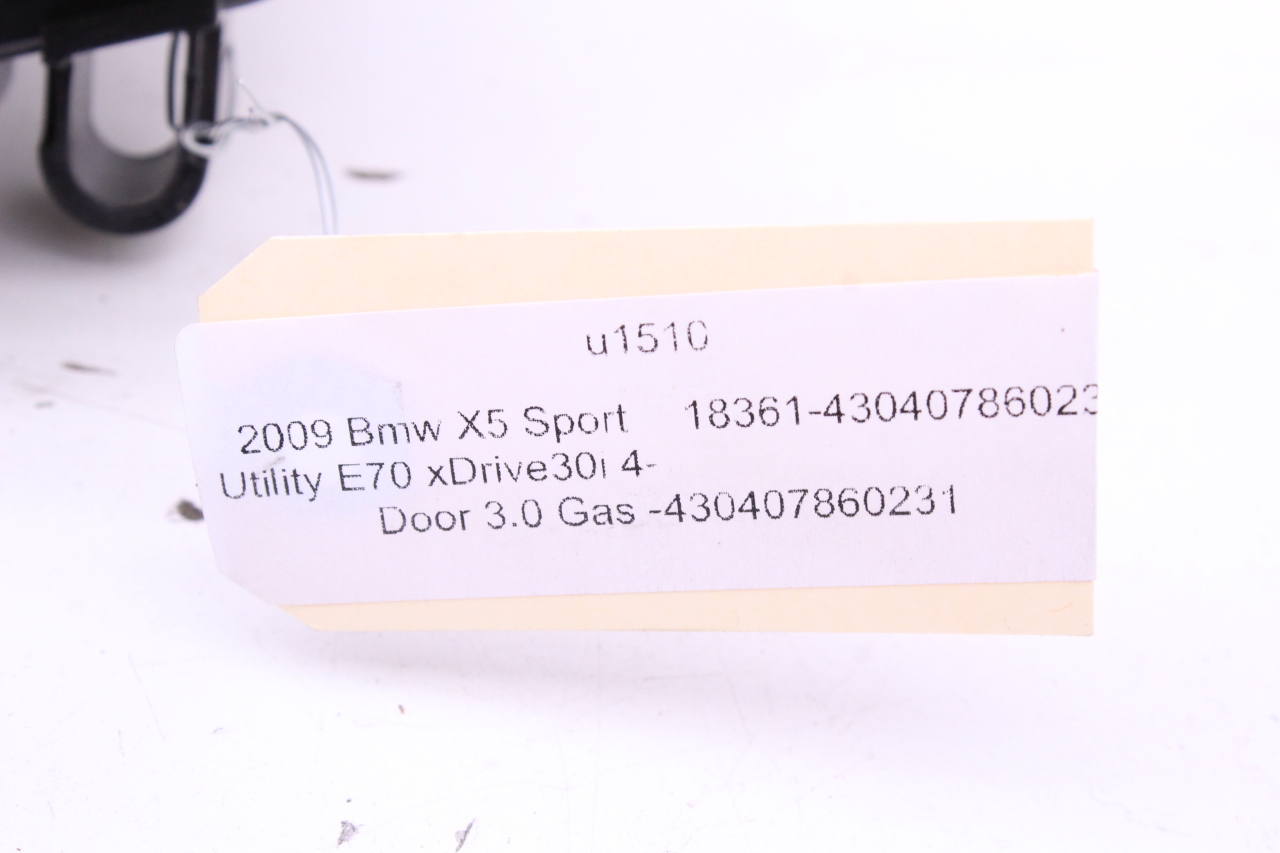 u1510
2009 Bmw X5 Sport 18361-43040786023
Utility E70 xDrive30i 4-
Door 3.0 Gas -430407860231